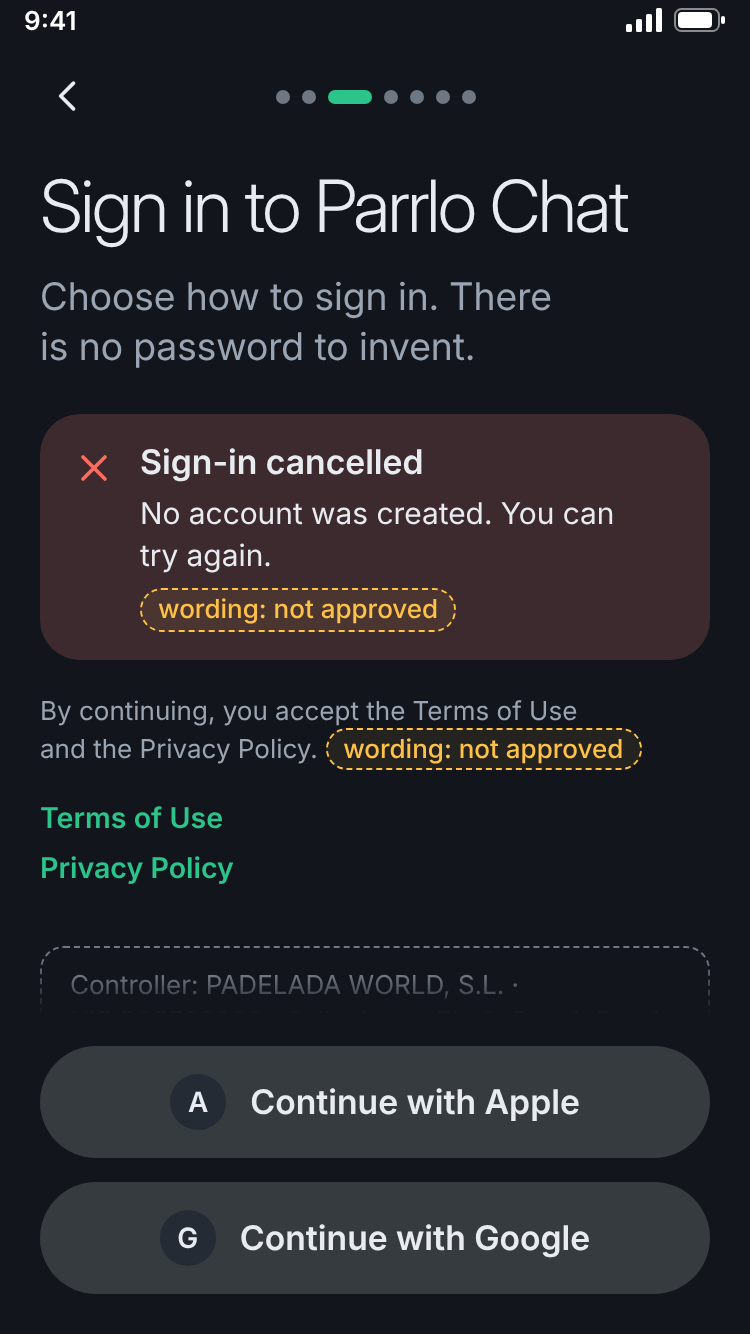 9:41
Sign in to Parrlo Chat
Choose how to sign in. There
is no password to invent.
Sign-in cancelled
No account was created. You can
try again.
wording: not approved
By continuing, you accept the Terms of Use
and the Privacy Policy. wording: not approved
Terms of Use
Privacy Policy
Controller: PADELADA WORLD, S.L. ·
A Continue with Apple
G Continue with Google